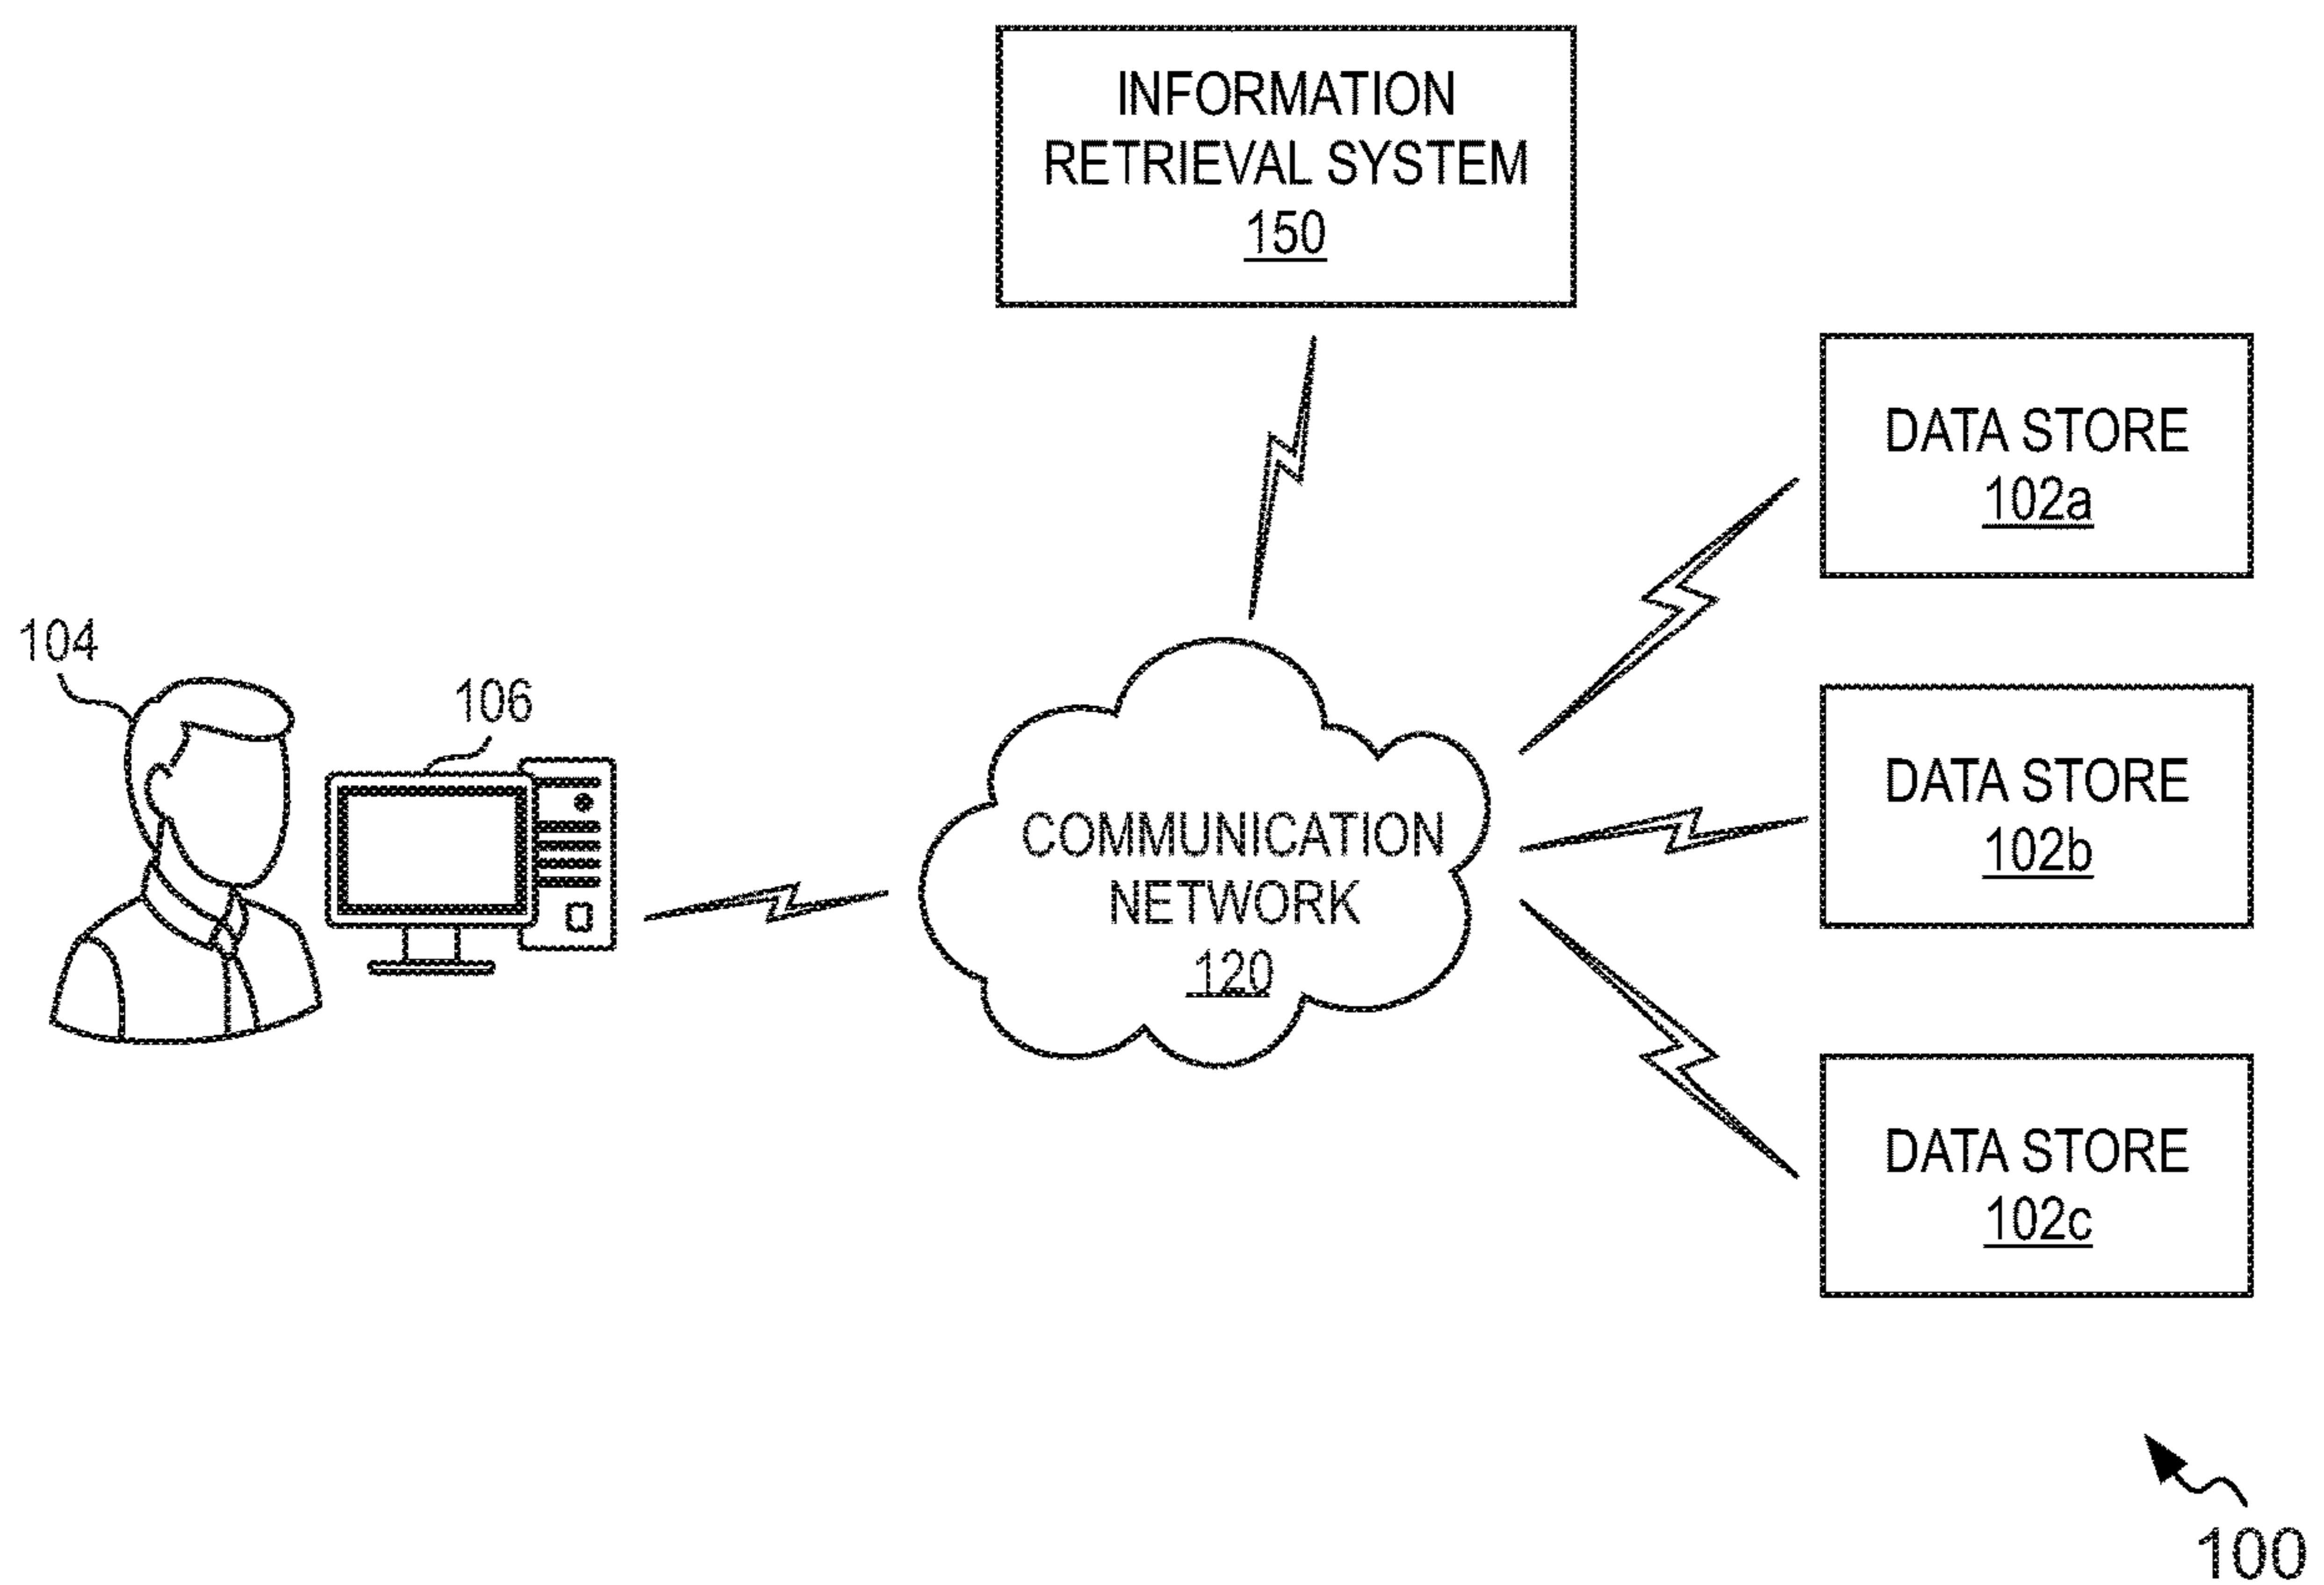 INFORMATION
RETRIEVAL SYSTEM
150
DATA STORE
102a
104
106
DATA STORE
102b
COMMUNICATION
NETWORK
120
DATA STORE
102c
100